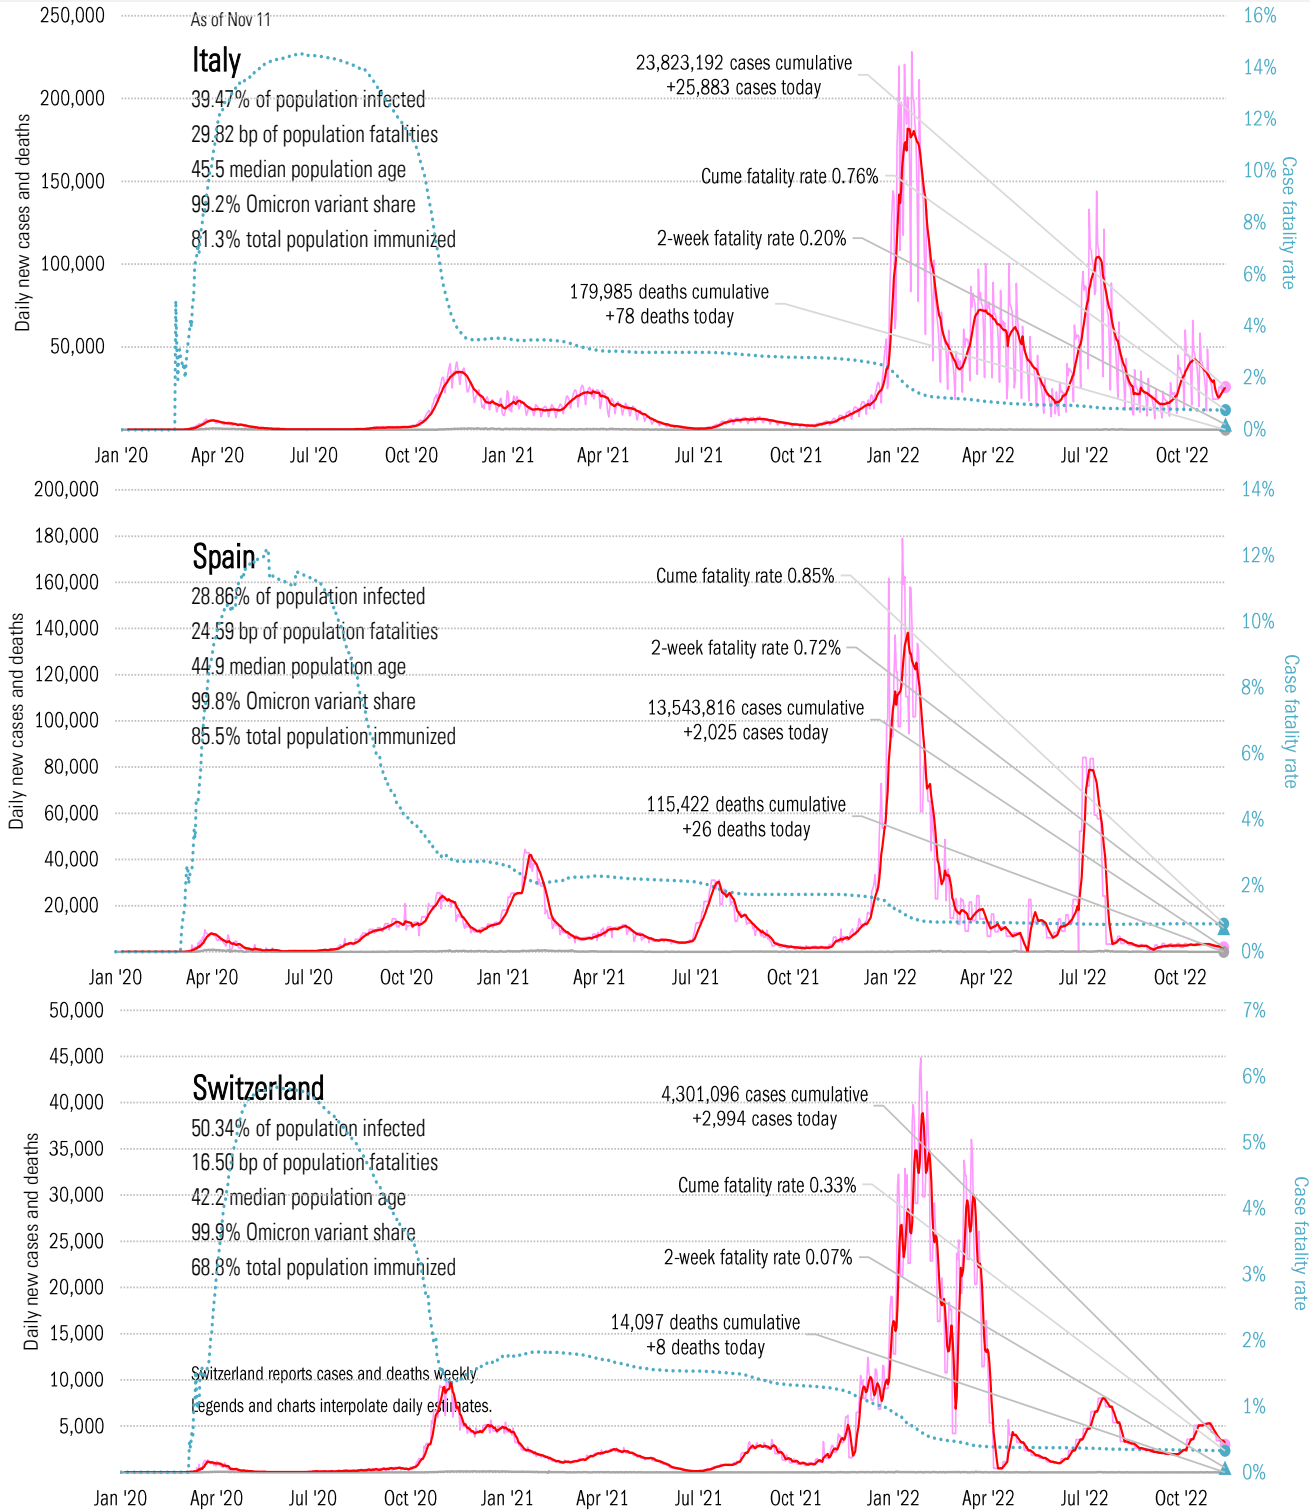 250,000
As of Nov 11
16%
Italy
14%
39.47% of population infected
23,823,192 cases cumulative
+25,883 cases today
200,000
12%
29.82 bp of population fatalities
45.5 median population age
Cume fatality rate 0.76%
150,000
10%
99.2% Omicron variant share
8%
81.3% total population immunized
2-week fatality rate 0.20%
100,000
6%
179,985 deaths cumulative
+78 deaths today
50,000
4%
2%
0%
Daily new cases and deaths
Case fatality rate
Jan '20 Apr '20 Jul '20 Oct '20 Jan '21 Apr '21 Jul '21 Oct '21 Jan '22 Apr '22 Jul '22 Oct '22
200,000
14%
180,000
12%
Spain
160,000
Cume fatality rate 0.85%
28.86% of population infected
140,000
10%
24.59 bp of population fatalities
2-week fatality rate 0.72%
44.9 median population age
120,000
8%
99.8% Omicron variant share
13,543,816 cases cumulative
+2,025 cases today
100,000
85.5% total population immunized
6%
80,000
60,000
4%
115,422 deaths cumulative
+26 deaths today
40,000
2%
20,000
0%
Daily new cases and deaths
Case fatality rate
Jan '20 Apr '20 Jul '20 Oct '20 Jan '21 Apr '21 Jul '21 Oct '21 Jan '22 Apr '22 Jul '22 Oct '22
50,000
7%
45,000
6%
Switzerland
40,000
4,301,096 cases cumulative
+2,994 cases today
50.34% of population infected
35,000
5%
16.50 bp of population fatalities
30,000
Cume fatality rate 0.33%
42.2 median population age
4%
99.9% Omicron variant share
25,000
2-week fatality rate 0.07%
68.8% total population immunized
3%
20,000
15,000
14,097 deaths cumulative
+8 deaths today
2%
10,000
Switzerland reports cases and deaths weekly
Legends and charts interpolate daily estimates.
1%
5,000
0%
Daily new cases and deaths
Case fatality rate
Jan '20 Apr '20 Jul '20 Oct '20 Jan '21 Apr '21 Jul '21 Oct '21 Jan '22 Apr '22 Jul '22 Oct '22